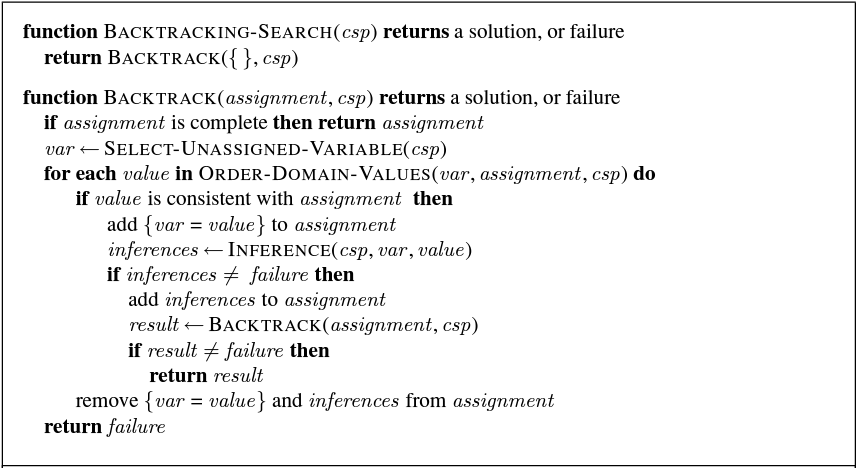 function BACKTRACKING-SEARCH(csp) returns a solution, or failure
return BACKTRACK({ }, csp)
function BACKTRACK(assignment, csp) returns a solution, or failure
if assignment is complete then return assignment
var ← SELECT-UNASSIGNED-VARIABLE(csp)
for each value in ORDER-DOMAIN-VALUES(var, assignment, csp) do
if value is consistent with assignment then
add {var = value} to assignment
inferences ← INFERENCE(csp, var, value)
if inferences ≠ failure then
add inferences to assignment
result ← BACKTRACK(assignment, csp)
if result ≠ failure then
return result
remove {var = value} and inferences from assignment
return failure